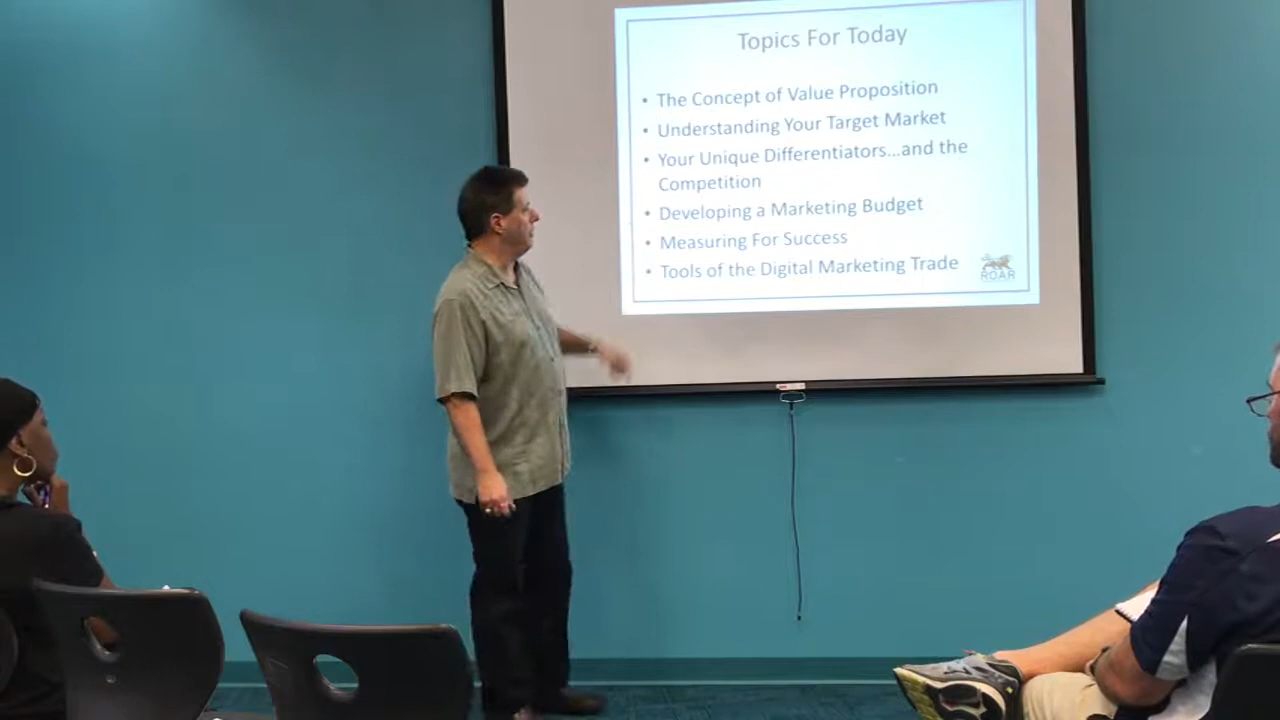 Topics For Today
• The Concept of Value Proposition
• Understanding Your Target Market
• Your Unique Differentiators...and the
Competition
• Developing a Marketing Budget
• Measuring For Success
• Tools of the Digital Marketing Trade
ROAR